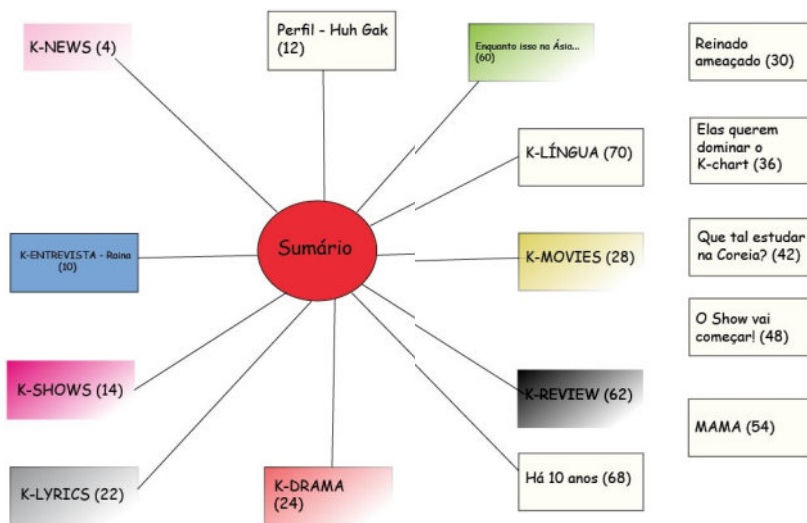 K-NEWS (4)
Perfil - Huh Gak
(12)
Enquanto isso na Ásia...
(60)
Reinado
ameaçado (30)
K-LÍNGUA (70)
Elas querem
dominar o
K-chart (36)
Sumário
K-ENTREVISTA - Raina
(10)
K-MOVIES (28)
Que tal estudar
na Coreia? (42)
O Show vai
começar! (48)
K-SHOWS (14)
K-REVIEW (62)
MAMA (54)
K-LYRICS (22)
K-DRAMA
(24)
Há 10 anos (68)